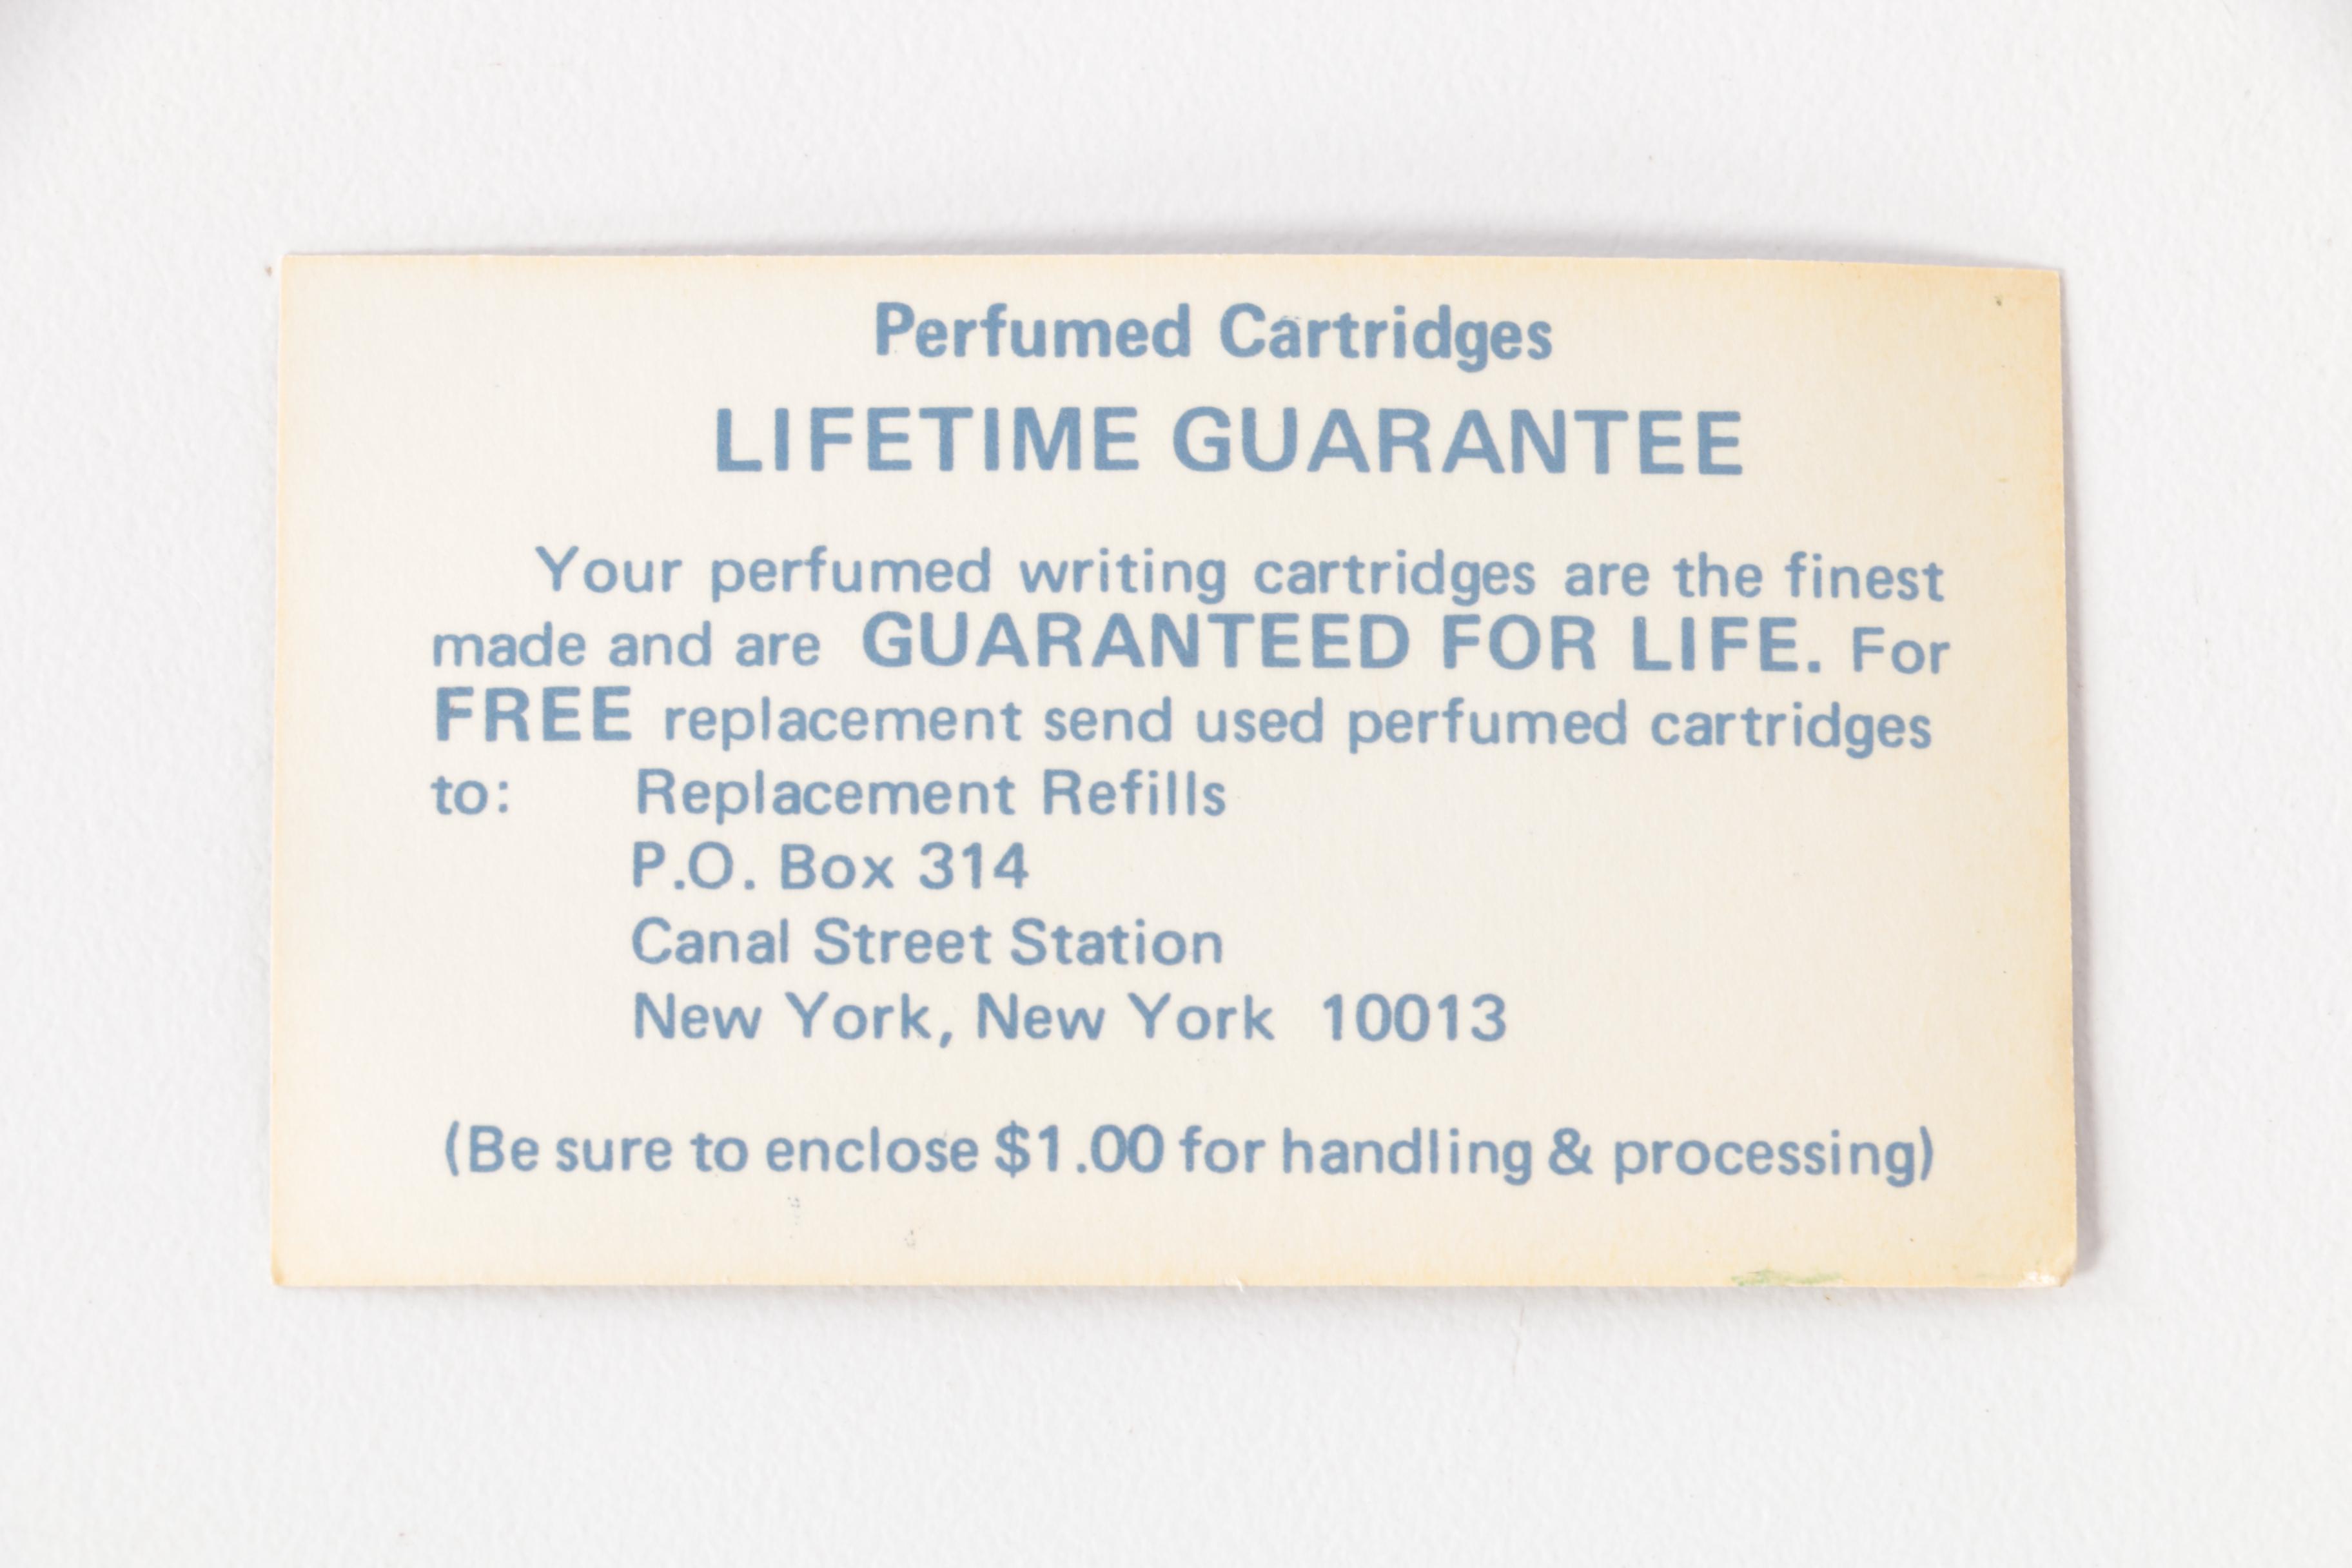 Perfumed Cartridges
LIFETIME GUARANTEE
Your perfumed writing cartridges are the finest
made and are GUARANTEED FOR LIFE. For
FREE replacement send used perfumed cartridges
to: Replacement Refills
P.O. Box 314
Canal Street Station
New York, New York 10013
(Be sure to enclose $1.00 for handling & processing)